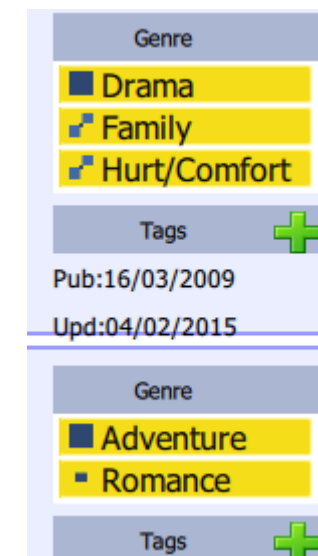 Genre
Drama
Family
Hurt/Comfort
Tags
Pub:16/03/2009
Upd:04/02/2015
Genre
Adventure
Romance
Tags